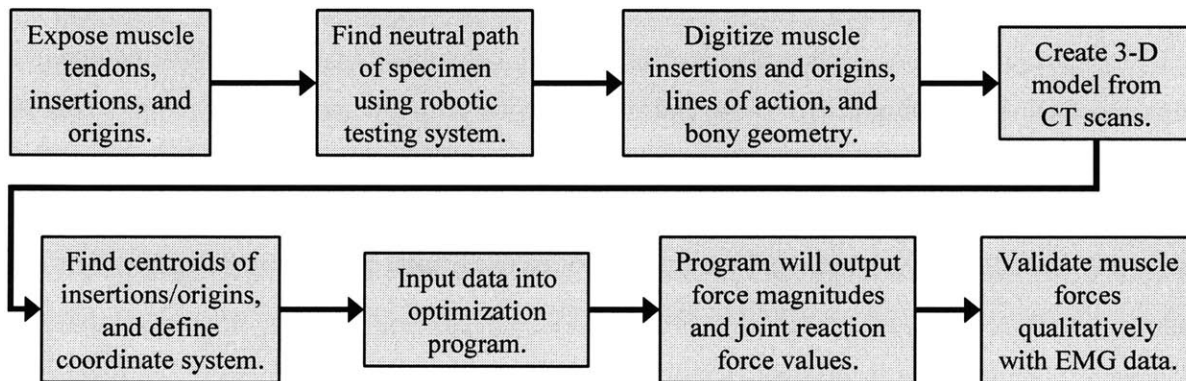 Expose muscle
tendons,
insertions, and
origins.
Find neutral path
of specimen
using robotic
testing system.
Digitize muscle
insertions and origins,
lines of action, and
bony geometry.
Create 3-D
model from
CT scans.
Find centroids of
insertions/origins,
and define
coordinate system.
Input data into
optimization
program.
Program will output
force magnitudes
and joint reaction
force values.
Validate muscle
forces
qualitatively
with EMG data.